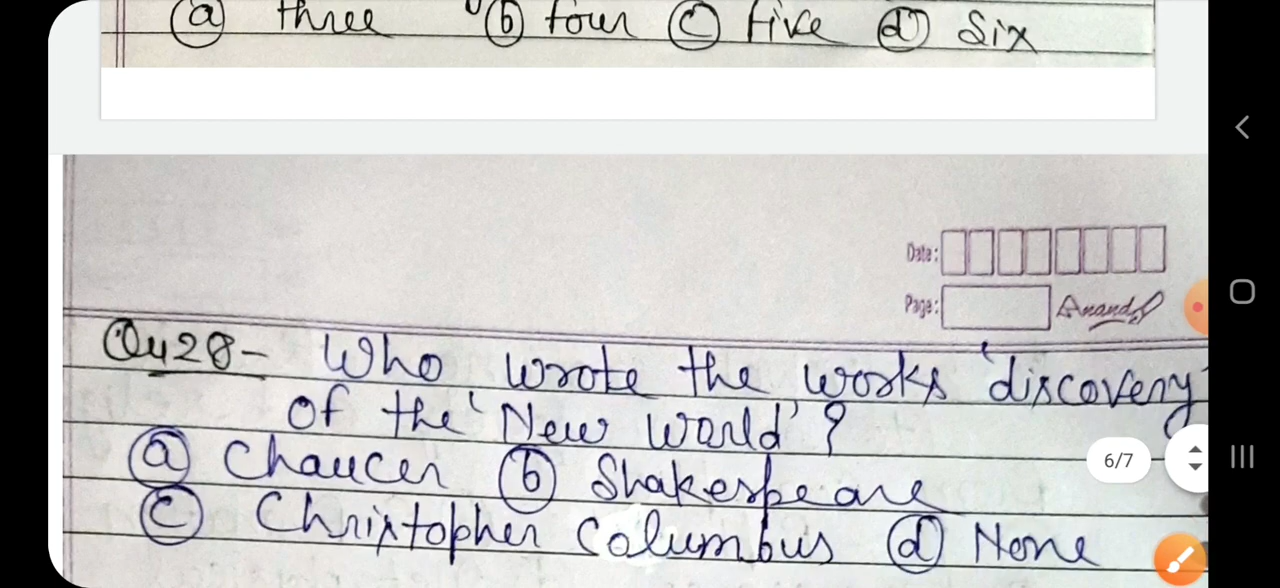 (a) three (b) four (c) five (d) Six
Date:
Page:
Anand
Qu28- Who wrote the works 'discovery
of the 'New World' ?
(a) Chaucer (b) Shakespeare
(c) Christopher Columbus (d) None
6/7